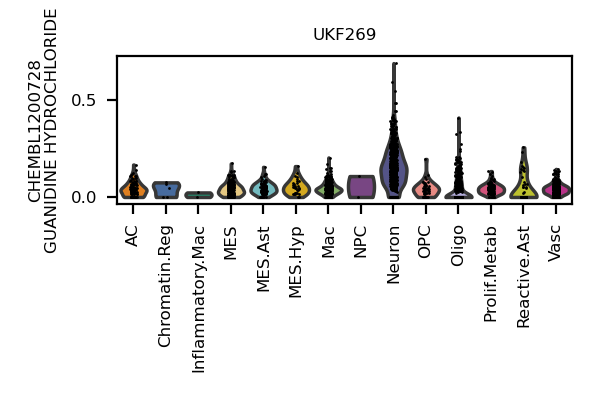 UKF269
CHEMBL1200728
GUANIDINE HYDROCHLORIDE
0.5
0.0
AC
Chromatin.Reg
Inflammatory.Mac
MES
MES.Ast
MES.Hyp
Mac
NPC
Neuron
OPC
Oligo
Prolif.Metab
Reactive.Ast
Vasc